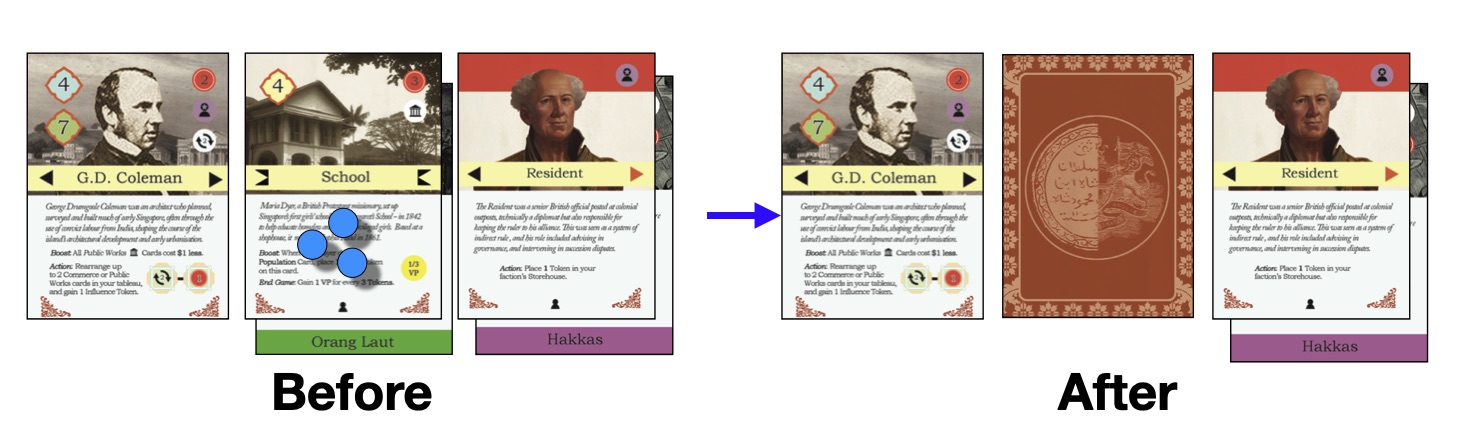 4
2
7
G.D. Coleman
George Drumgoole Coleman was an architect who planned,
surveyed and built much of early Singapore, often through the
use of convict labour from India, shaping the course of the
island's architectural development and early urbanisation.
Boost: All Public Works Cards cost $1 less.
Action: Rearrange up
to 2 Commerce or Public
Works cards in your tableau,
and gain 1 Influence Token.
4
3
School
Maria Dyer, a British Protestant missionary, set up
Singapore's first girls' school – in 1842
to help educate girls. Based at a
shophouse, it in 1861.
Boost:
Population Card, place
on this card.
End Game: Gain 1 VP for every 3 Tokens.
1/3
VP
Orang Laut
Resident
The Resident was a senior British official posted at colonial
outposts, technically a diplomat but also responsible for
keeping the ruler to his alliance. This was seen as a system of
indirect rule, and his role included advising in
governance, and intervening in succession disputes.
Action: Place 1 Token in your
faction's Storehouse.
Hakkas
Before
4
2
7
G.D. Coleman
George Drumgoole Coleman was an architect who planned,
surveyed and built much of early Singapore, often through the
use of convict labour from India, shaping the course of the
island's architectural development and early urbanisation.
Boost: All Public Works Cards cost $1 less.
Action: Rearrange up
to 2 Commerce or Public
Works cards in your tableau,
and gain 1 Influence Token.
Resident
The Resident was a senior British official posted at colonial
outposts, technically a diplomat but also responsible for
keeping the ruler to his alliance. This was seen as a system of
indirect rule, and his role included advising in
governance, and intervening in succession disputes.
Action: Place 1 Token in your
faction's Storehouse.
Hakkas
After